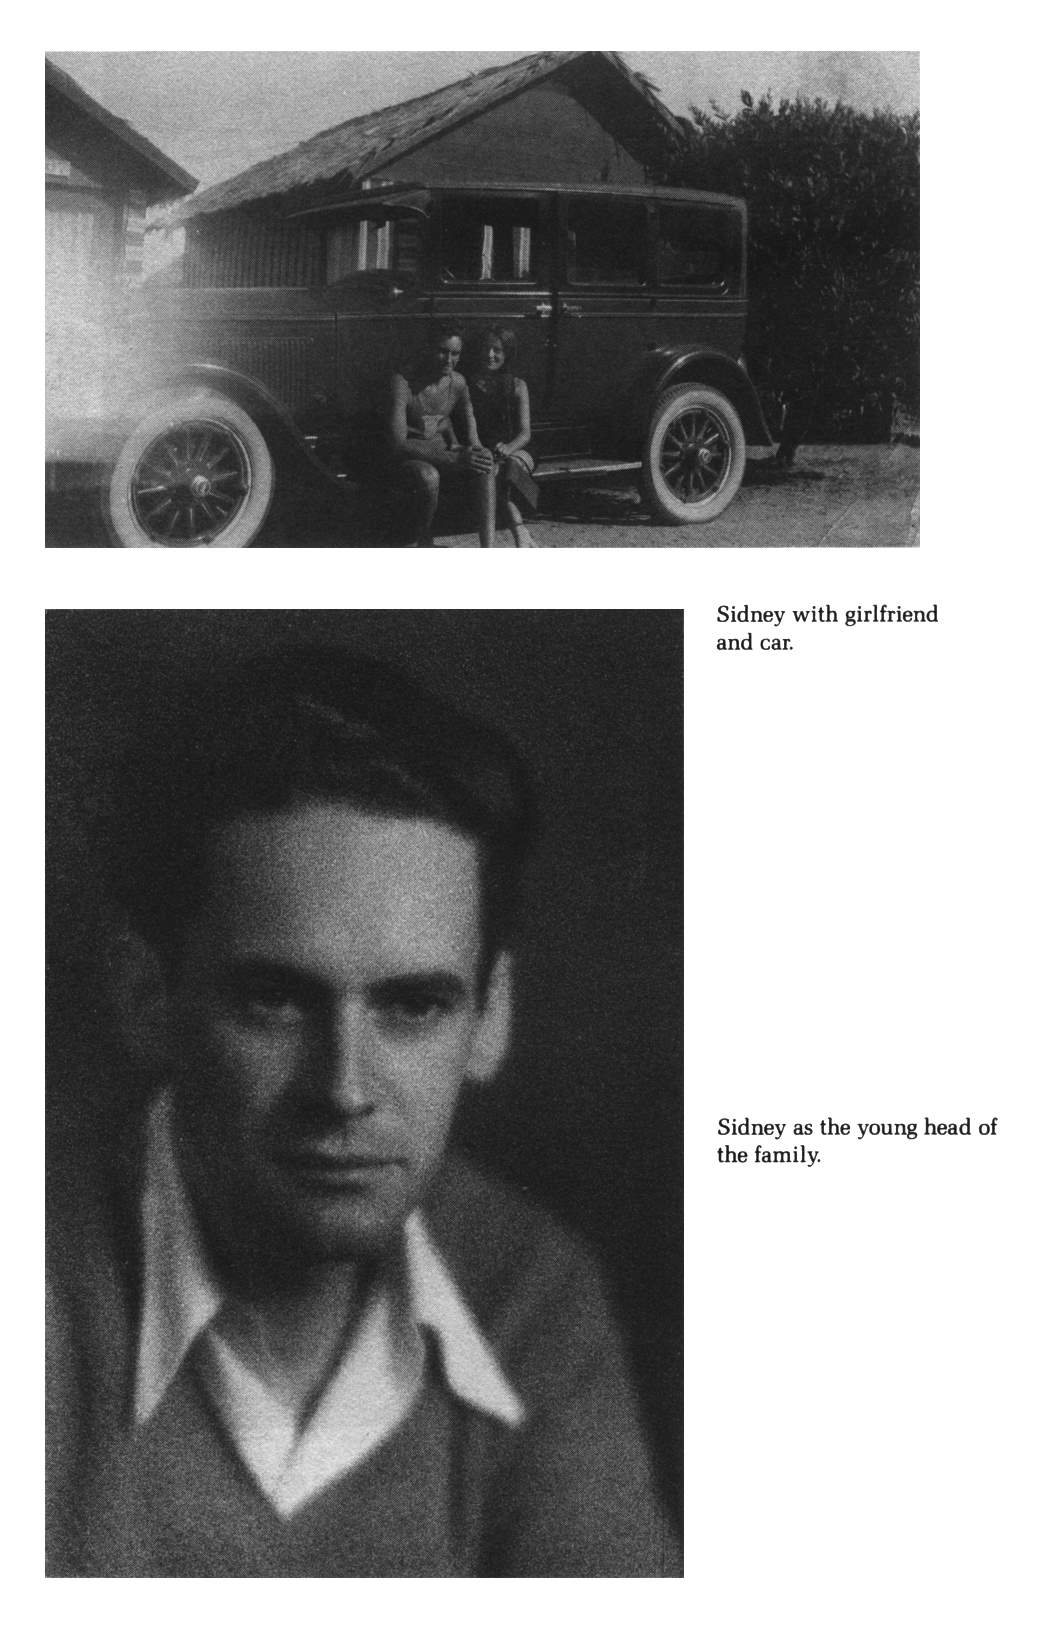 Sidney with girlfriend
and car.
Sidney as the young head of
the family.